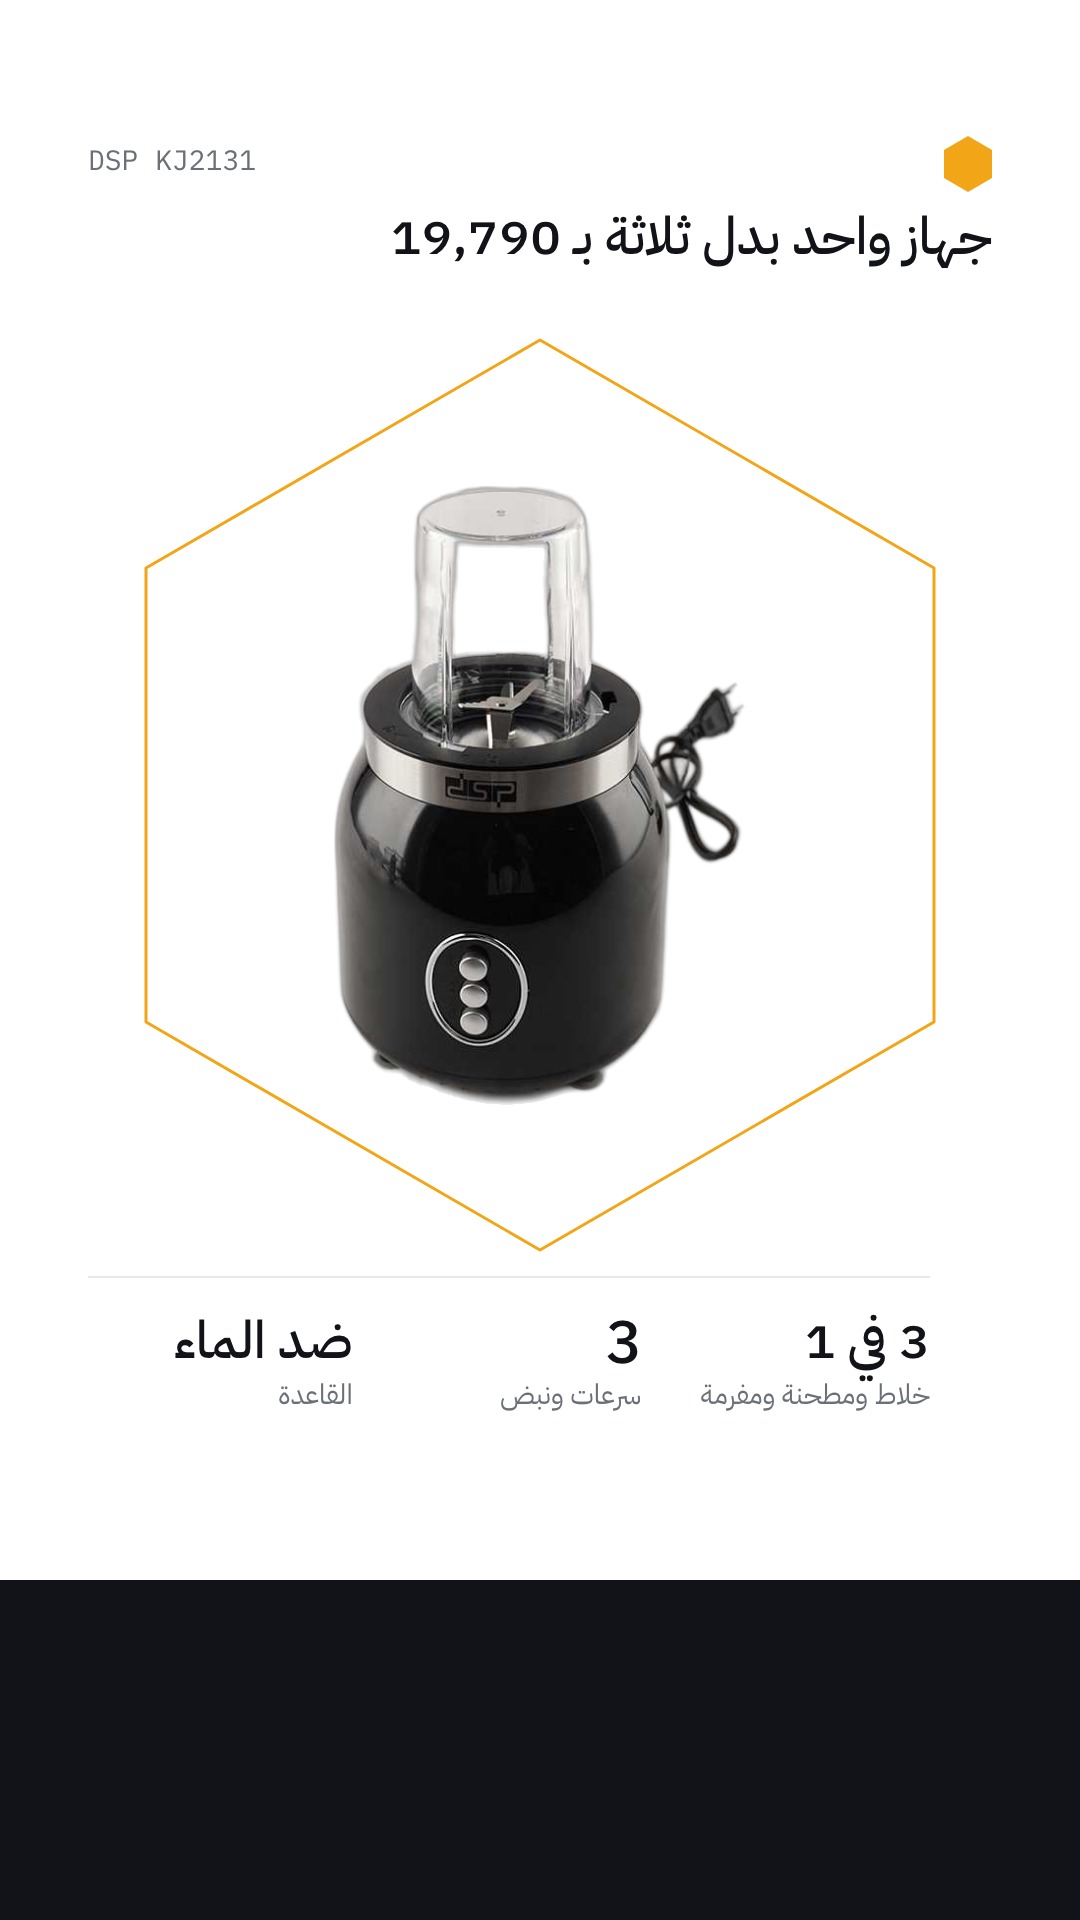 DSP KJ2131
جهاز واحد بدل ثلاثة بـ 19,790
dsp
3 في 1
خلاط ومطحنة ومفرمة
3
سرعات ونبض
ضد الماء
القاعدة